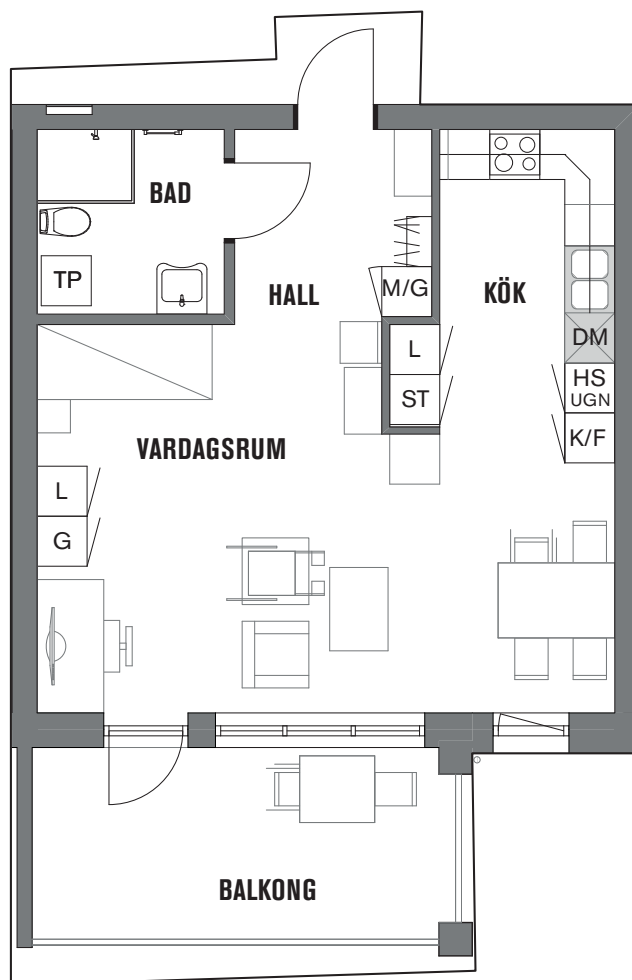 BAD
TP
HALL
M/G
KÖK
L
ST
DM
HS
UGN
K/F
VARDAGSRUM
L
G
BALKONG